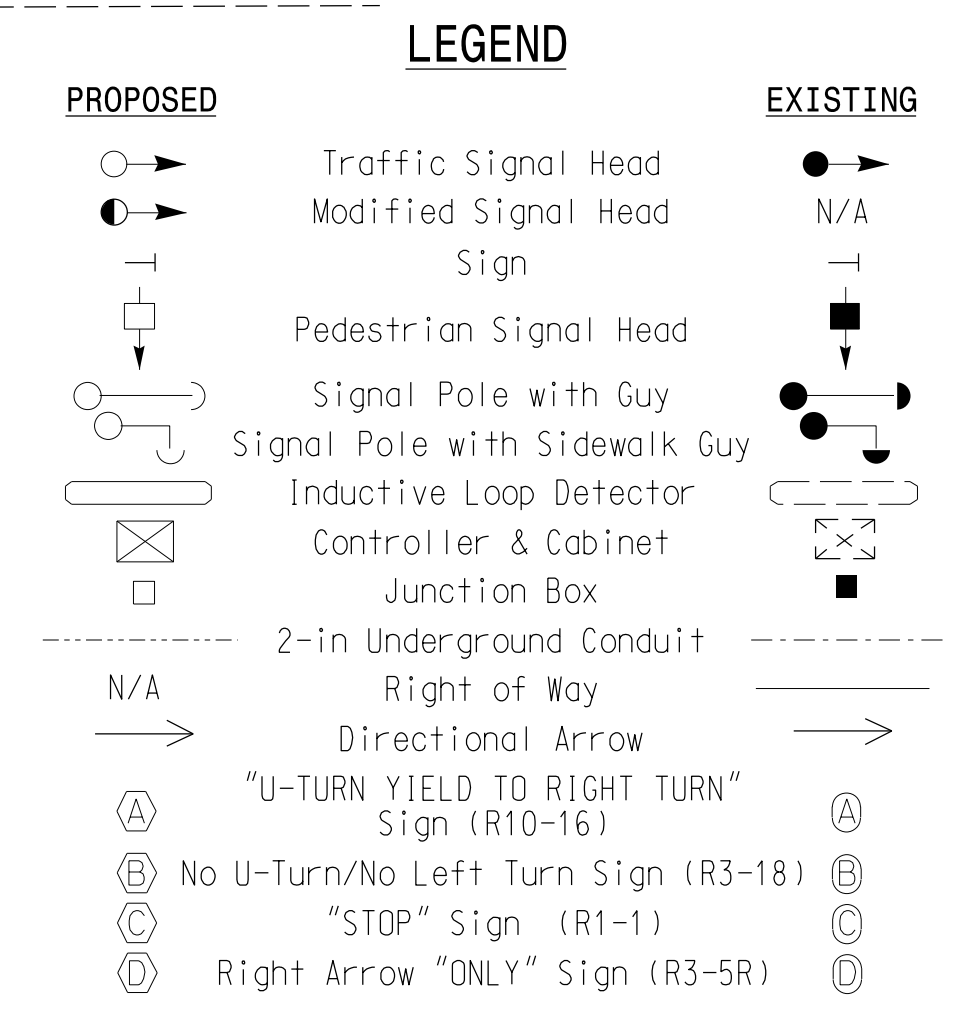 LEGEND
PROPOSED EXISTING
Traffic Signal Head
Modified Signal Head N/A
Sign
Pedestrian Signal Head
Signal Pole with Guy
Signal Pole with Sidewalk Guy
Inductive Loop Detector
Controller & Cabinet
Junction Box
2-in Underground Conduit
N/A Right of Way
Directional Arrow
"U-TURN YIELD TO RIGHT TURN"
A Sign (R10-16) A
B No U-Turn/No Left Turn Sign (R3-18) B
C "STOP" Sign (R1-1) C
D Right Arrow "ONLY" Sign (R3-5R) D